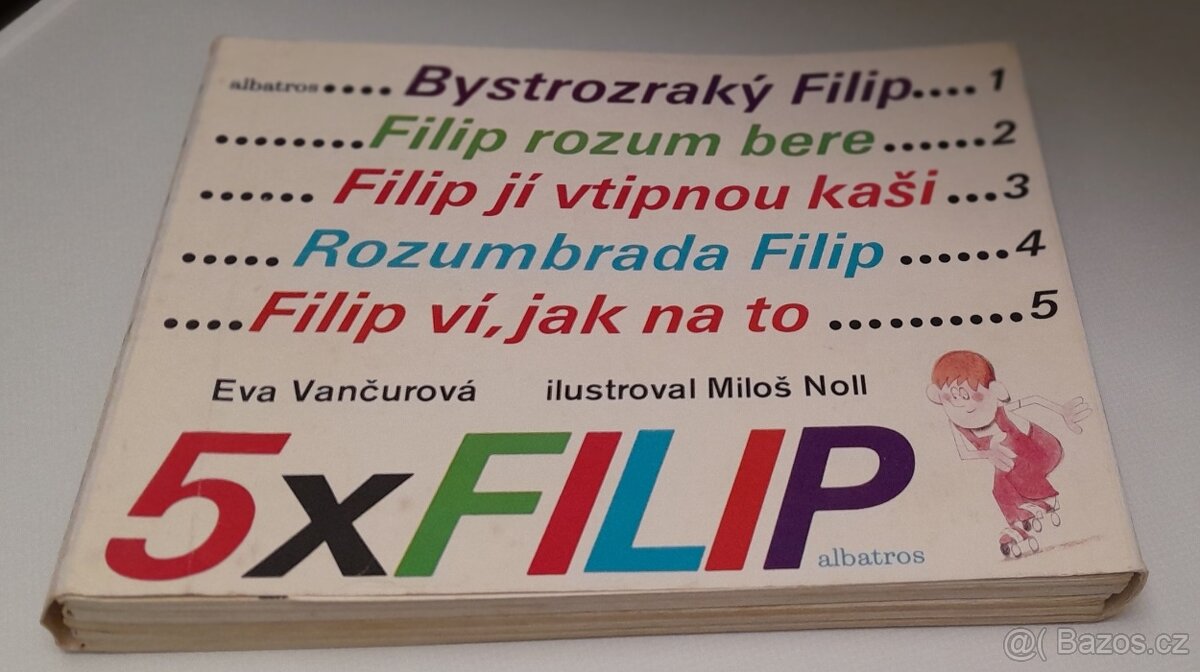 albatros.... Bystrozraký Filip.... 1
........Filip rozum bere......2
...... Filip jí vtipnou kaši ...3
..... Rozumbrada Filip ......4
....Filip ví, jak na to ..........5
Eva Vančurová ilustroval Miloš Noll
5xFILIP
albatros
@( Bazos.cz